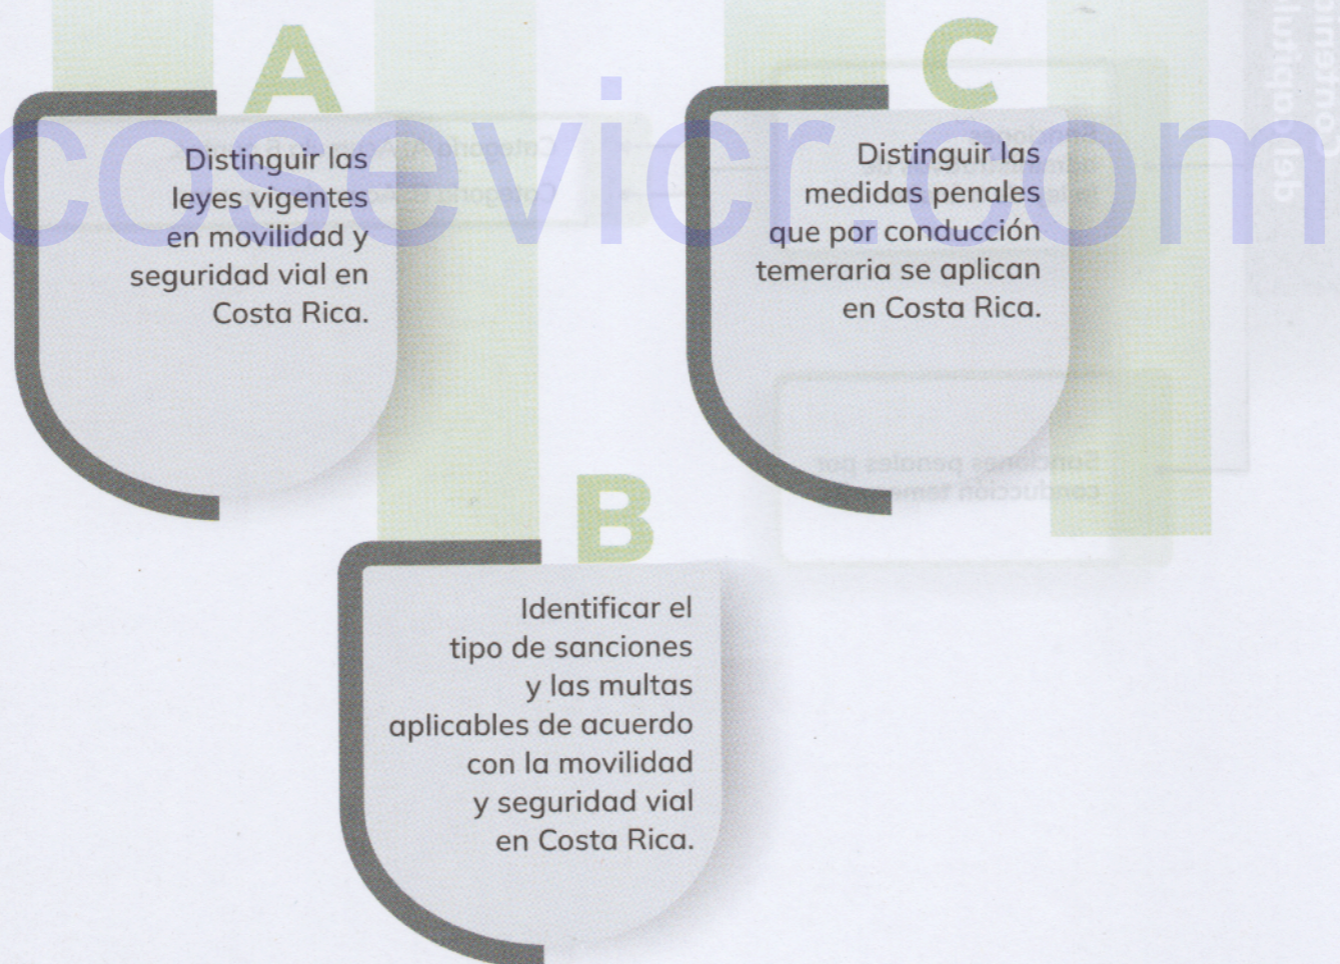 A
Distinguir las
leyes vigentes
en movilidad y
seguridad vial en
Costa Rica.
C
Distinguir las
medidas penales
que por conducción
temeraria se aplican
en Costa Rica.
B
Identificar el
tipo de sanciones
y las multas
aplicables de acuerdo
con la movilidad
y seguridad vial
en Costa Rica.
cosevicr.com